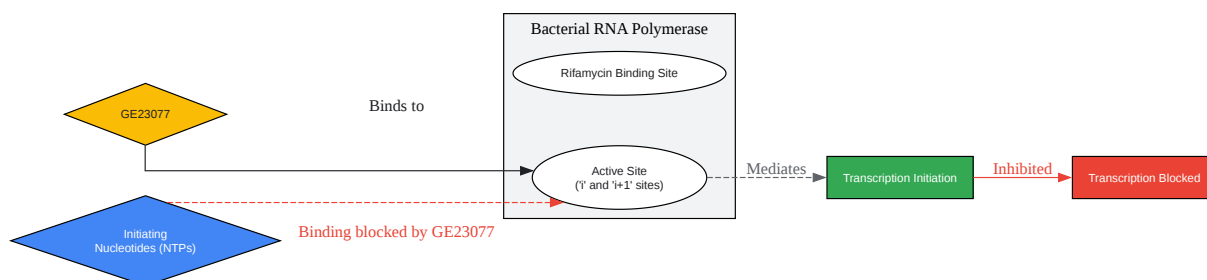 Bacterial RNA Polymerase
Rifamycin Binding Site
GE23077
Binds to
Active Site
('i' and 'i+1' sites)
Mediates
Transcription Initiation
Inhibited
Transcription Blocked
Initiating
Nucleotides (NTPs)
Binding blocked by GE23077